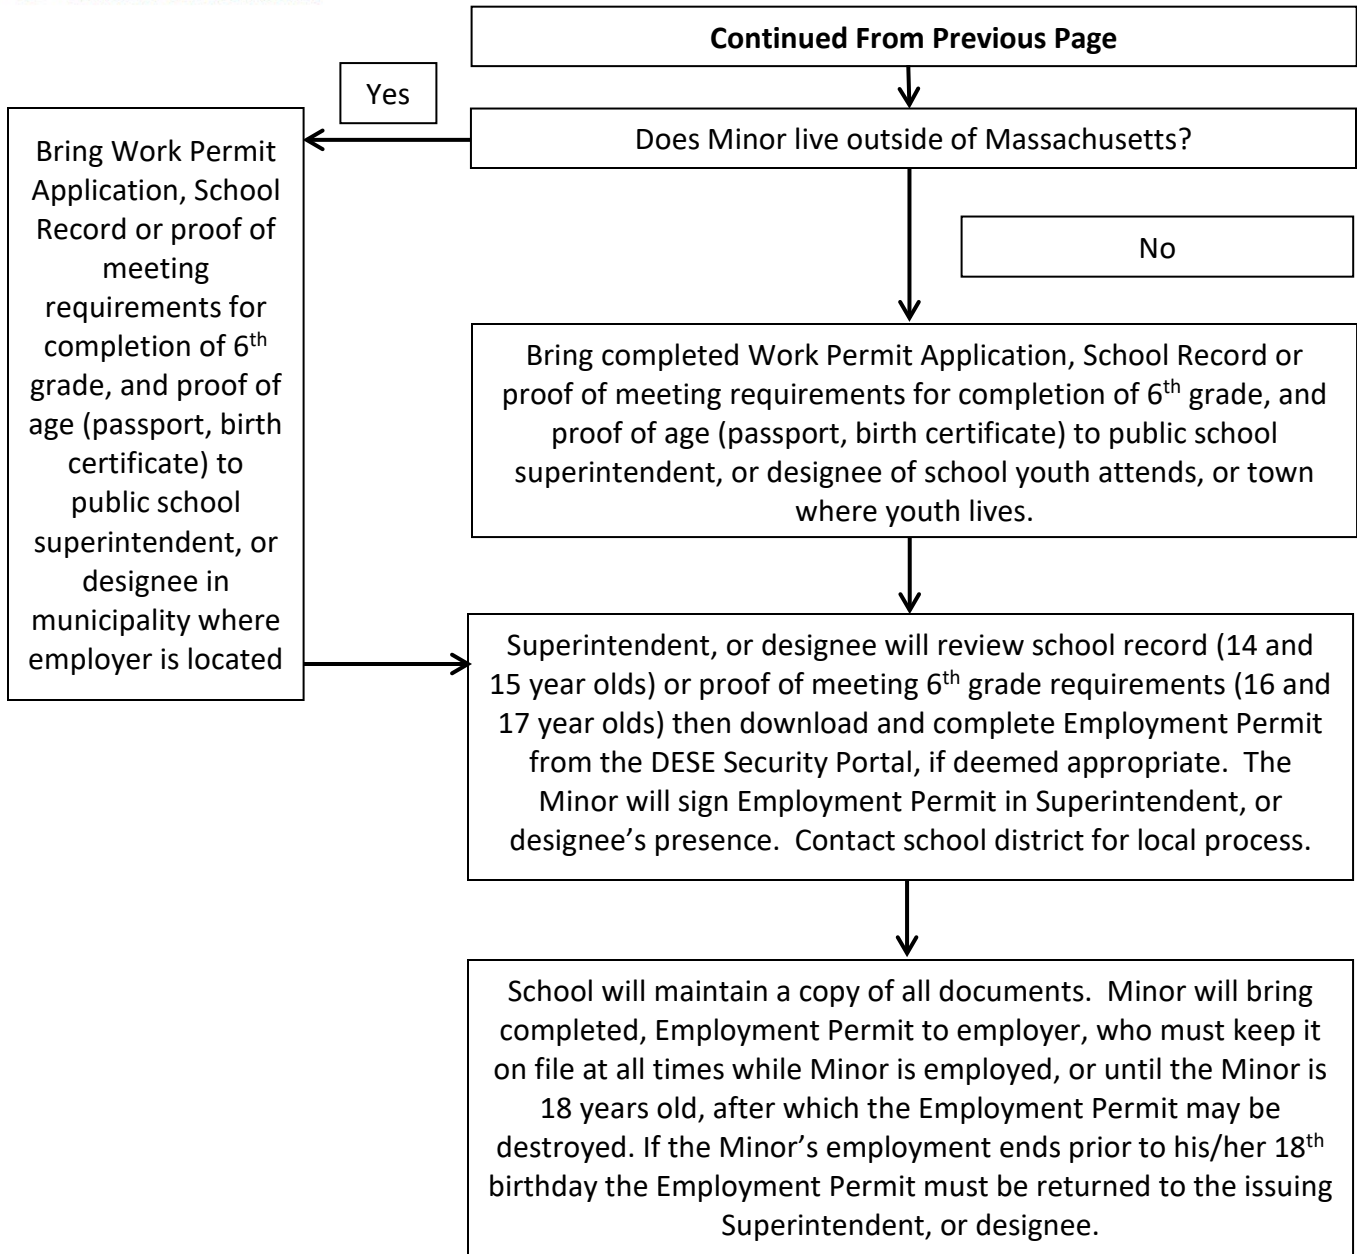 Continued From Previous Page
Yes
Does Minor live outside of Massachusetts?
Bring Work Permit
Application, School
Record or proof of
meeting
requirements for
completion of 6th
grade, and proof of
age (passport, birth
certificate) to
public school
superintendent, or
designee in
municipality where
employer is located
No
Bring completed Work Permit Application, School Record or
proof of meeting requirements for completion of 6th grade, and
proof of age (passport, birth certificate) to public school
superintendent, or designee of school youth attends, or town
where youth lives.
Superintendent, or designee will review school record (14 and
15 year olds) or proof of meeting 6th grade requirements (16 and
17 year olds) then download and complete Employment Permit
from the DESE Security Portal, if deemed appropriate.  The
Minor will sign Employment Permit in Superintendent, or
designee’s presence.  Contact school district for local process.
School will maintain a copy of all documents.  Minor will bring
completed, Employment Permit to employer, who must keep it
on file at all times while Minor is employed, or until the Minor is
18 years old, after which the Employment Permit may be
destroyed. If the Minor’s employment ends prior to his/her 18th
birthday the Employment Permit must be returned to the issuing
Superintendent, or designee.